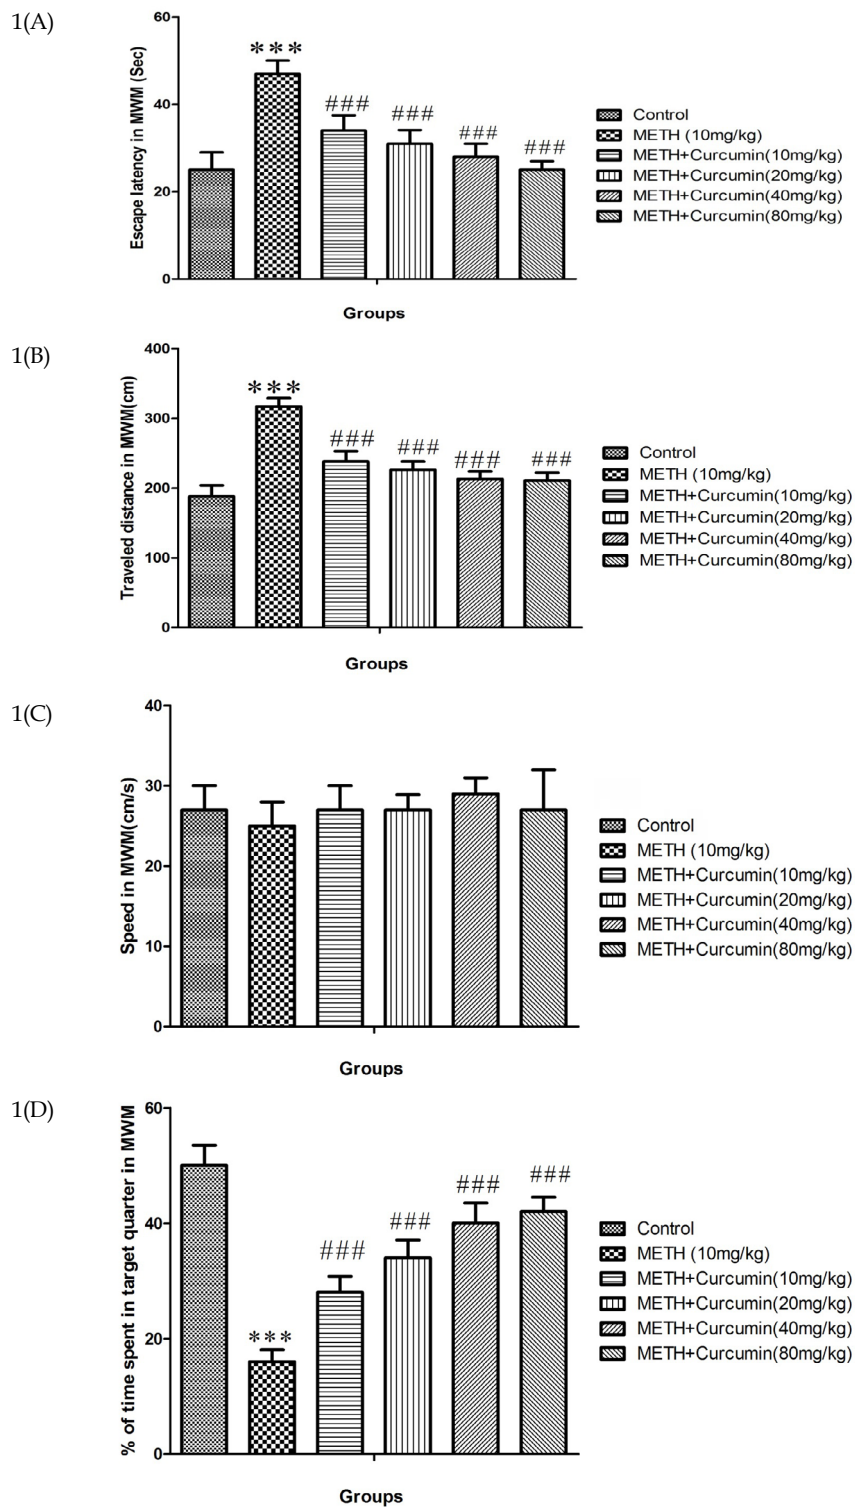 1(A)
60
40
20
0
Escape latency in MWM (Sec)
***
###
###
###
###
Groups
Control
METH (10mg/kg)
METH+Curcumin(10mg/kg)
METH+Curcumin(20mg/kg)
METH+Curcumin(40mg/kg)
METH+Curcumin(80mg/kg)
1(B)
400
300
200
100
0
Traveled distance in MWM(cm)
***
###
###
###
###
Groups
Control
METH (10mg/kg)
METH+Curcumin(10mg/kg)
METH+Curcumin(20mg/kg)
METH+Curcumin(40mg/kg)
METH+Curcumin(80mg/kg)
1(C)
40
30
20
10
0
Speed in MWM(cm/s)
Groups
Control
METH (10mg/kg)
METH+Curcumin(10mg/kg)
METH+Curcumin(20mg/kg)
METH+Curcumin(40mg/kg)
METH+Curcumin(80mg/kg)
1(D)
60
40
20
0
% of time spent in target quarter in MWM
***
###
###
###
###
Groups
Control
METH (10mg/kg)
METH+Curcumin(10mg/kg)
METH+Curcumin(20mg/kg)
METH+Curcumin(40mg/kg)
METH+Curcumin(80mg/kg)